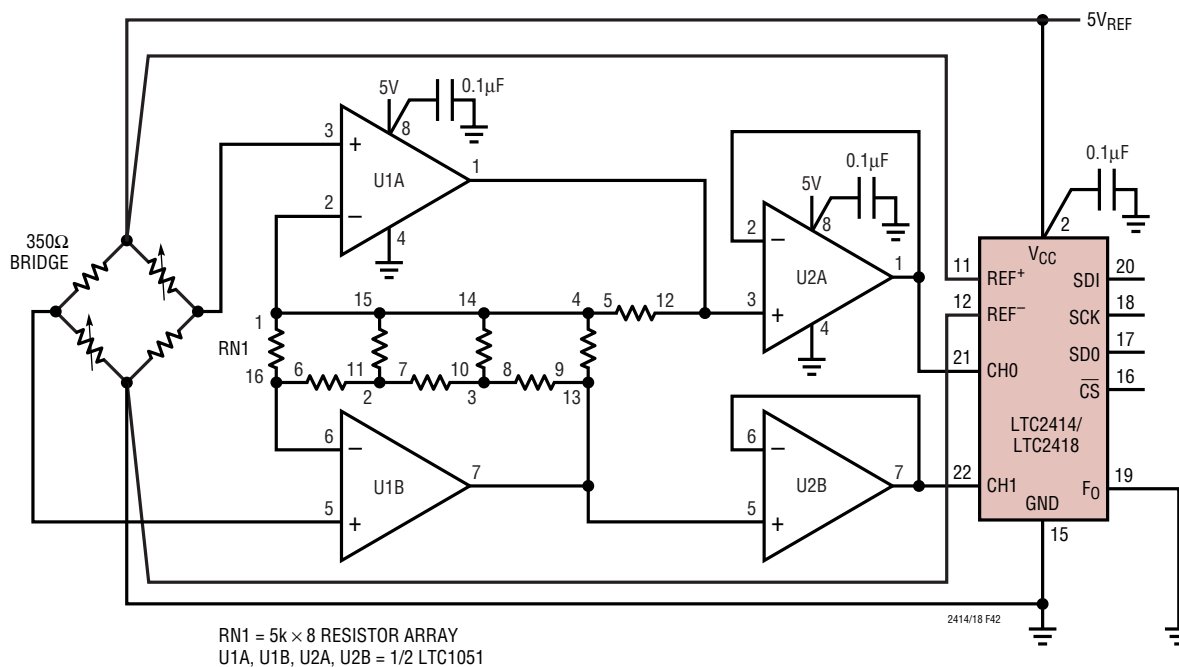 5VREF
5V
0.1µF
3
8
+
1
U1A
2
−
4
350Ω
BRIDGE
15
14
4
5
12
1
RN1
16
6
11
7
10
8
9
2
3
13
6
−
U1B
7
5
+
0.1µF
5V
2
−
8
U2A
1
3
+
4
6
−
U2B
7
5
+
0.1µF
2
VCC
11
REF+
SDI
20
12
REF−
SCK
18
SD0
17
21
CH0
CS
16
LTC2414/
LTC2418
22
CH1
FO
19
GND
15
2414/18 F42
RN1 = 5k × 8 RESISTOR ARRAY
U1A, U1B, U2A, U2B = 1/2 LTC1051